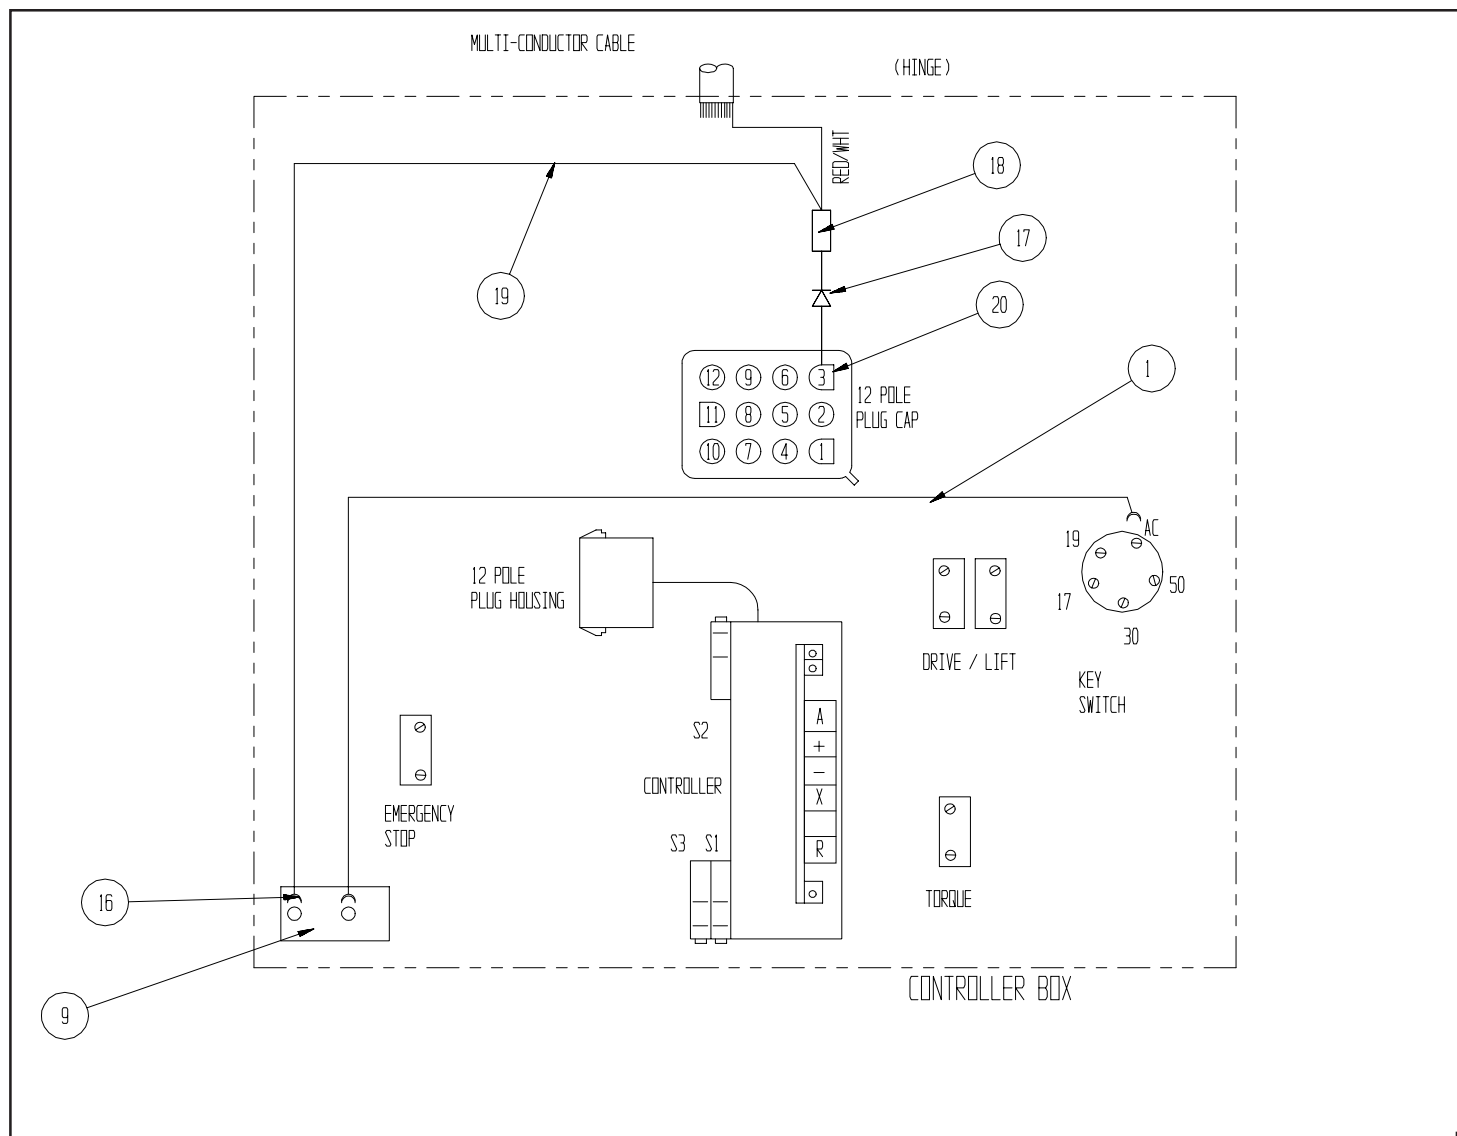 MULTI-CONDUCTOR CABLE
(HINGE)
RED/WHT
18
17
19
20
1
12 9 6 3
11 8 5 2
10 7 4 1
12 POLE
PLUG CAP
AC
19
50
17
30
12 POLE
PLUG HOUSING
DRIVE / LIFT
KEY
SWITCH
S2
A
+
-
X
R
CONTROLLER
EMERGENCY
STOP
S3 S1
TORQUE
16
9
CONTROLLER BOX